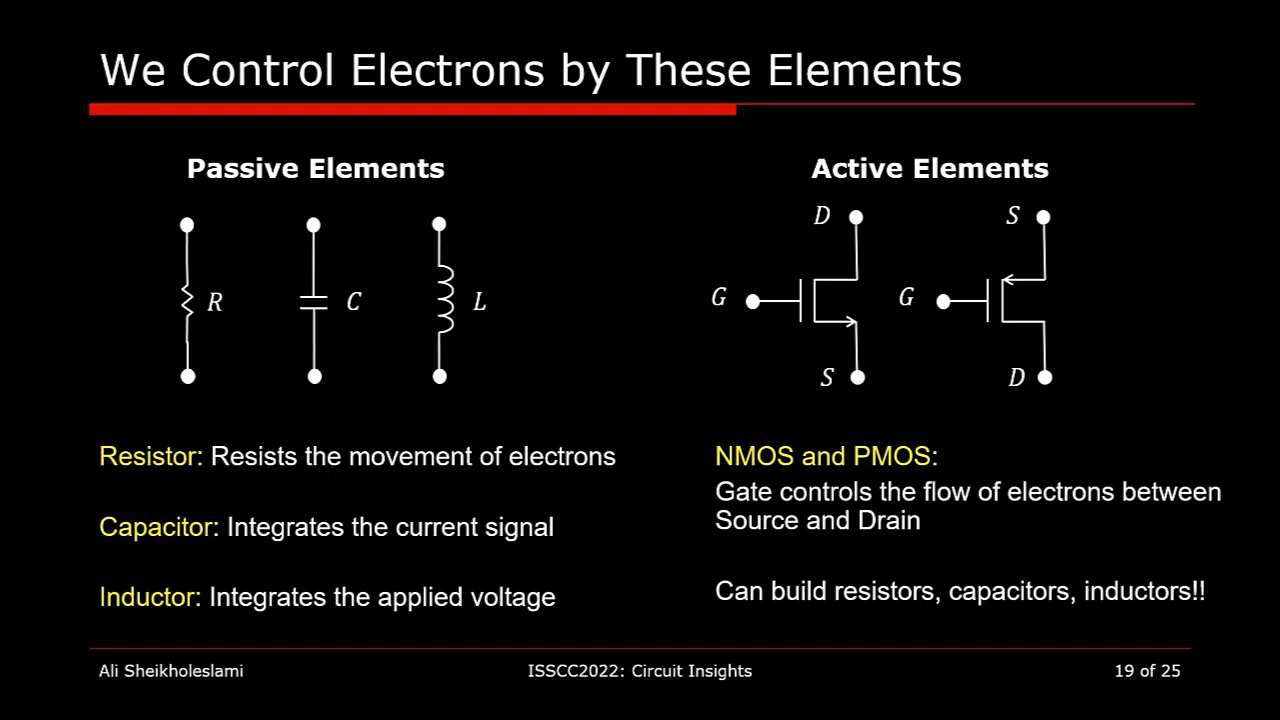 We Control Electrons by These Elements
Passive Elements
R
C
L
Resistor: Resists the movement of electrons
Capacitor: Integrates the current signal
Inductor: Integrates the applied voltage
Active Elements
D
S
G
G
S
D
NMOS and PMOS:
Gate controls the flow of electrons between
Source and Drain
Can build resistors, capacitors, inductors!!
Ali Sheikholeslami
ISSCC2022: Circuit Insights
19 of 25